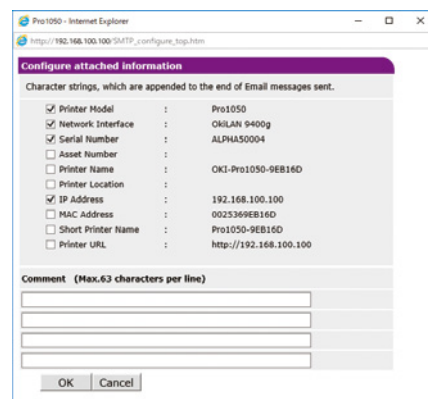 Pro1050 - Internet Explorer
http://192.168.100.100/SMTP_configure_top.htm
Configure attached information
Character strings, which are appended to the end of Email messages sent.
Printer Model : Pro1050
Network Interface : OkiLAN 9400g
Serial Number : ALPHA50004
Asset Number :
Printer Name : OKI-Pro1050-9EB16D
Printer Location :
IP Address : 192.168.100.100
MAC Address : 0025369EB16D
Short Printer Name : Pro1050-9EB16D
Printer URL : http://192.168.100.100
Comment (Max.63 characters per line)
OK Cancel